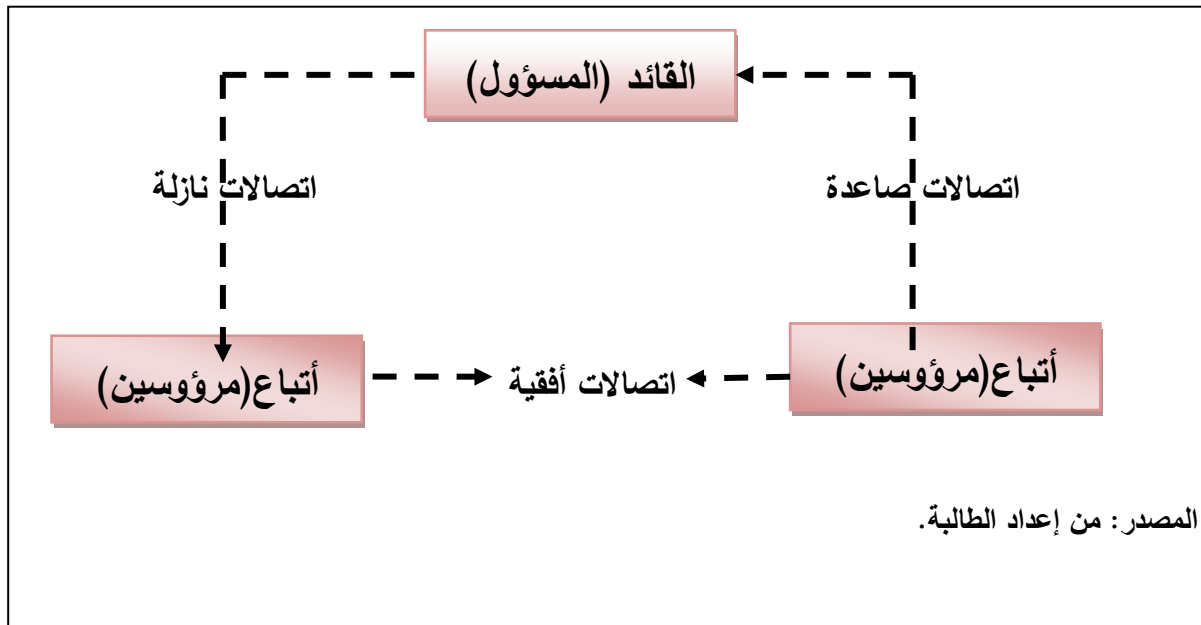 القائد (المسؤول)
اتصالات صاعدة
اتصالات نازلة
أتباع(مرؤوسين)
اتصالات أفقية
أتباع(مرؤوسين)
المصدر: من إعداد الطالبة.